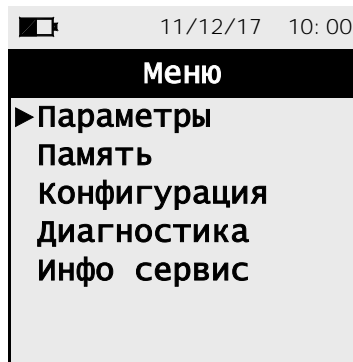 11/12/17 10:00
Меню
Параметры
Память
Конфигурация
Диагностика
Инфо сервис